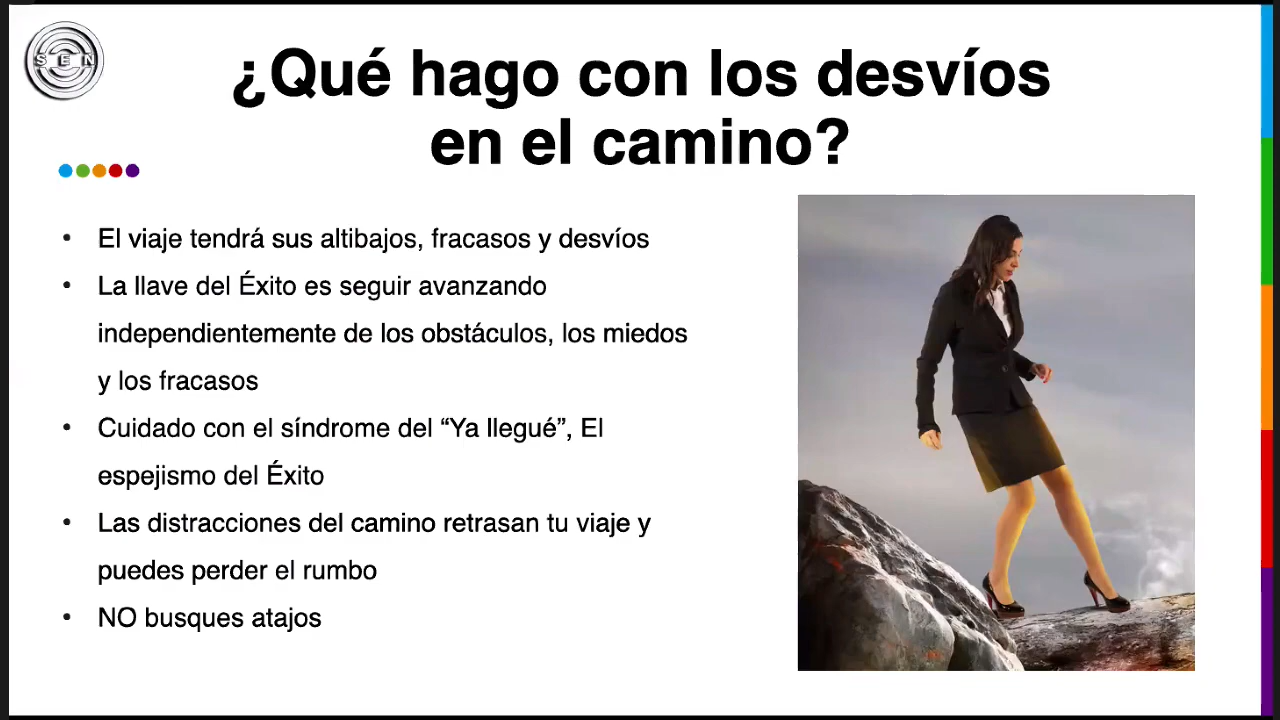 SEN
¿Qué hago con los desvíos
en el camino?
• El viaje tendrá sus altibajos, fracasos y desvíos
• La llave del Éxito es seguir avanzando
independientemente de los obstáculos, los miedos
y los fracasos
• Cuidado con el síndrome del “Ya llegué”, El
espejismo del Éxito
• Las distracciones del camino retrasan tu viaje y
puedes perder el rumbo
• NO busques atajos